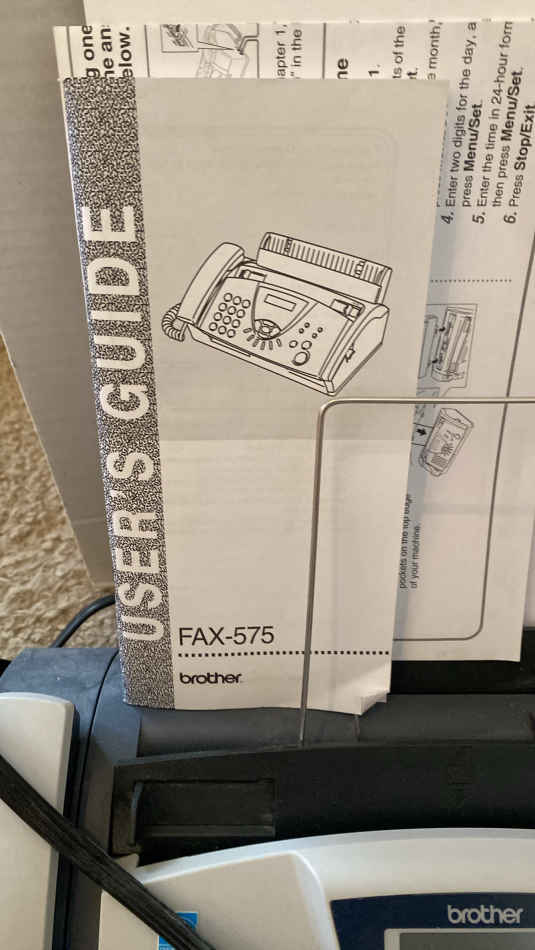 USER'S GUIDE
FAX-575
brother
g one
elow.
apter 1,
" in the
ne
1.
ts of the
e month,
4. Enter two digits for the day, a
press Menu/Set.
5. Enter the time in 24-hour form
then press Menu/Set.
6. Press Stop/Exit
pockets on the top edge
of your machine.
brother